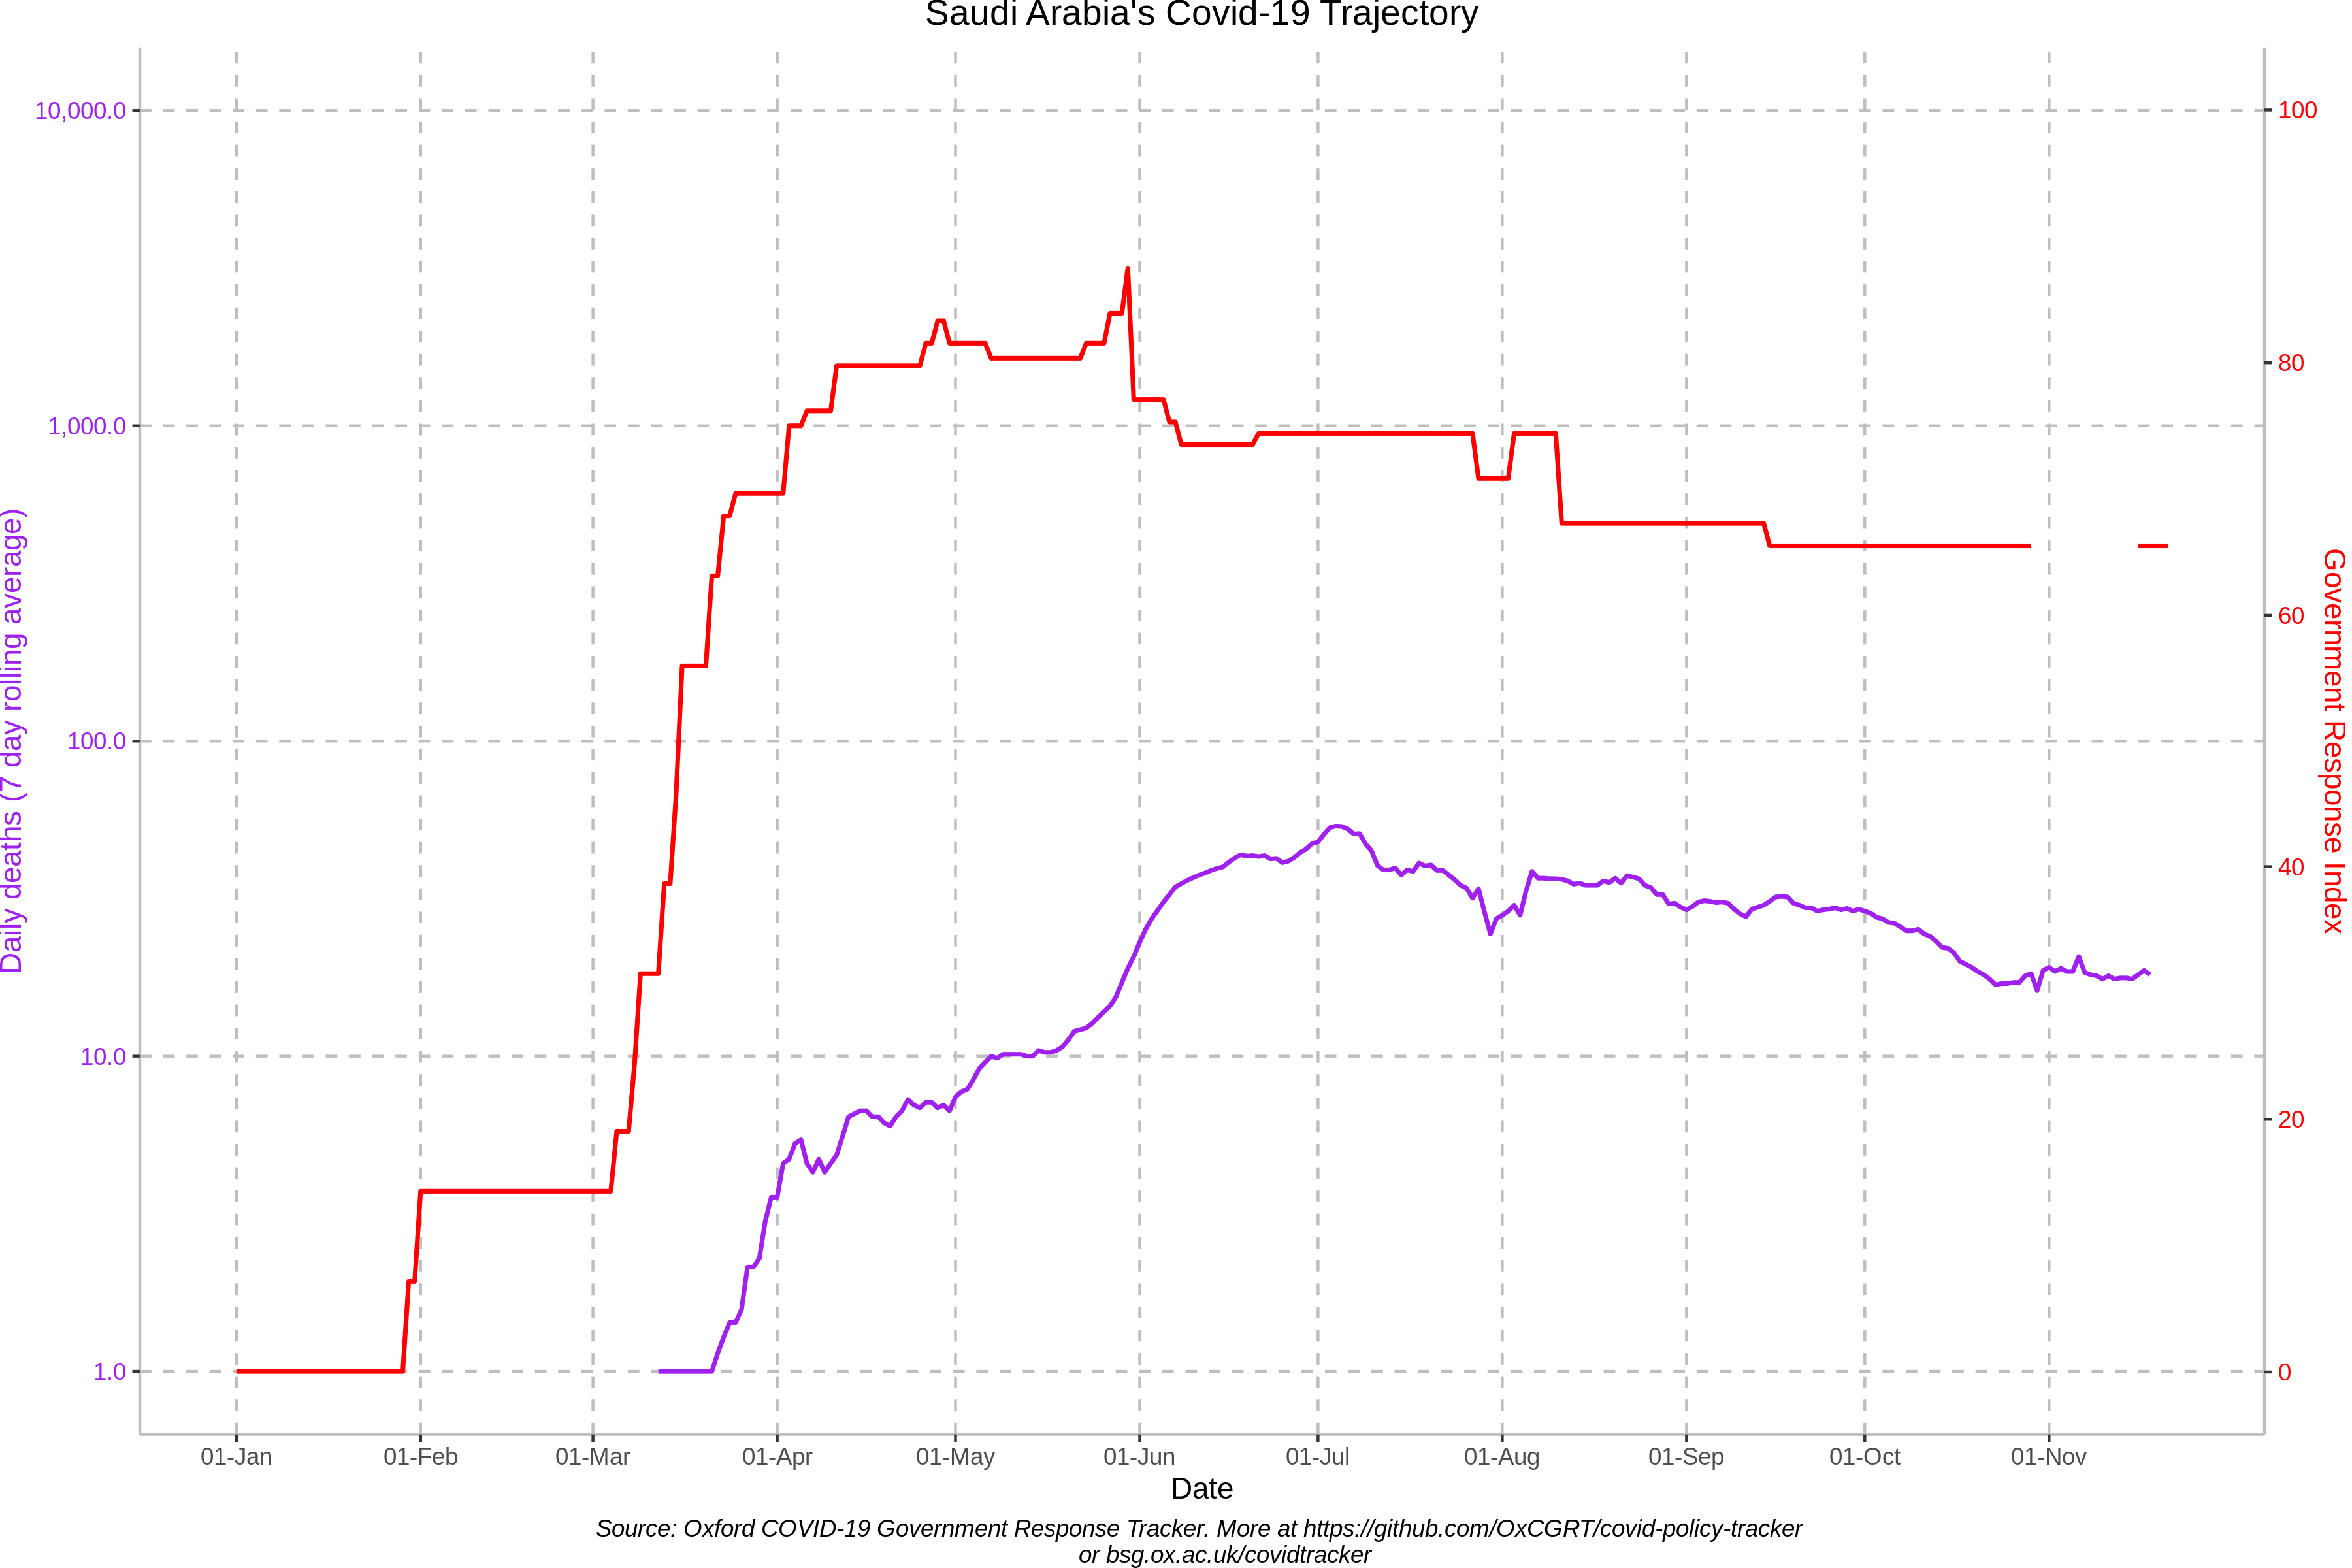 Saudi Arabia's Covid-19 Trajectory
10,000.0
1,000.0
100.0
10.0
1.0
Daily deaths (7 day rolling average)
100
80
60
40
20
0
Government Response Index
01-Jan 01-Feb 01-Mar 01-Apr 01-May 01-Jun 01-Jul 01-Aug 01-Sep 01-Oct 01-Nov
Date
Source: Oxford COVID-19 Government Response Tracker. More at https://github.com/OxCGRT/covid-policy-tracker
or bsg.ox.ac.uk/covidtracker